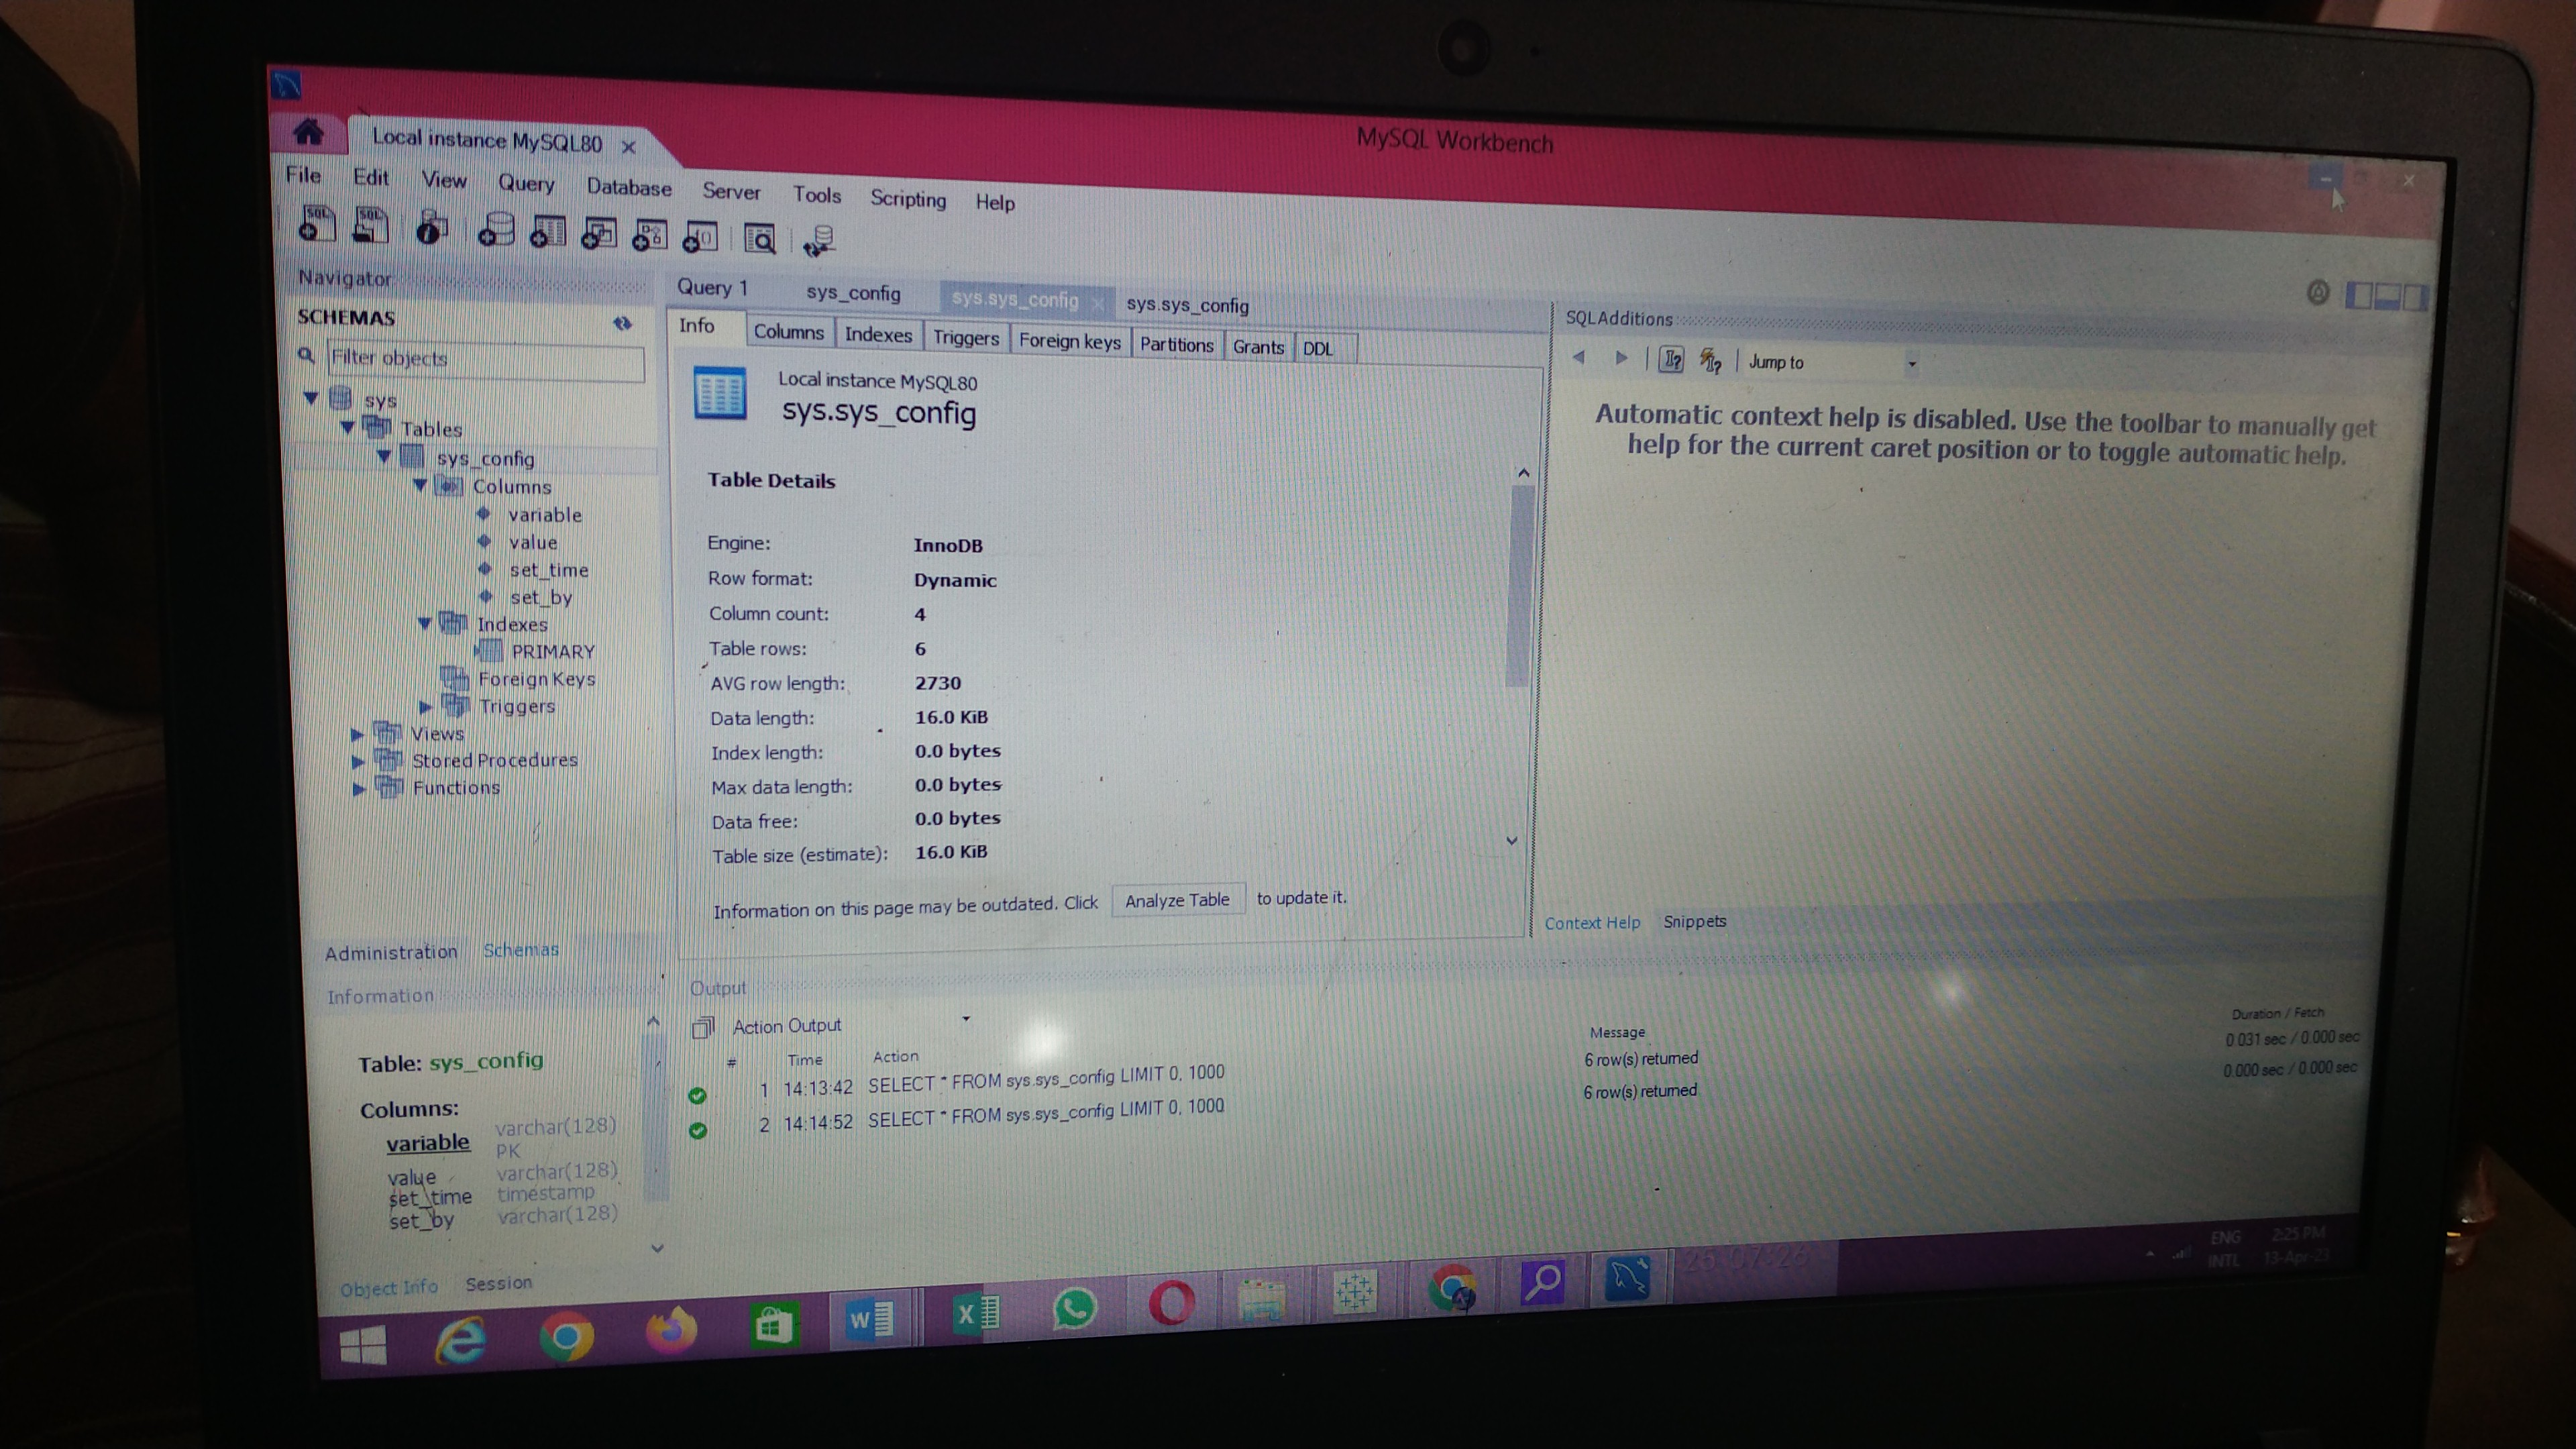 MySQL Workbench
Local instance MySQL80
File Edit View Query Database Server Tools Scripting Help
Navigator
SCHEMAS
Filter objects
sys
Tables
sys_config
Columns
variable
value
set_time
set_by
Indexes
PRIMARY
Foreign Keys
Triggers
Views
Stored Procedures
Functions
Administration Schemas
Information
Table: sys_config
Columns:
variable varchar(128) PK
value varchar(128)
set_time timestamp
set_by varchar(128)
Object Info Session
Query 1 sys_config sys.sys_config sys.sys_config
Info Columns Indexes Triggers Foreign keys Partitions Grants DDL
Local instance MySQL80
sys.sys_config
Table Details
Engine: InnoDB
Row format: Dynamic
Column count: 4
Table rows: 6
AVG row length: 2730
Data length: 16.0 KiB
Index length: 0.0 bytes
Max data length: 0.0 bytes
Data free: 0.0 bytes
Table size (estimate): 16.0 KiB
Information on this page may be outdated. Click Analyze Table to update it.
SQLAdditions
Jump to
Automatic context help is disabled. Use the toolbar to manually get
help for the current caret position or to toggle automatic help.
Context Help Snippets
Output
Action Output
# Time Action Message Duration / Fetch
1 14:13:42 SELECT * FROM sys.sys_config LIMIT 0, 1000 6 row(s) returned 0.031 sec / 0.000 sec
2 14:14:52 SELECT * FROM sys.sys_config LIMIT 0, 1000 6 row(s) returned 0.000 sec / 0.000 sec
25 07:26
ENG 2:25 PM
INTL 13-Apr-23